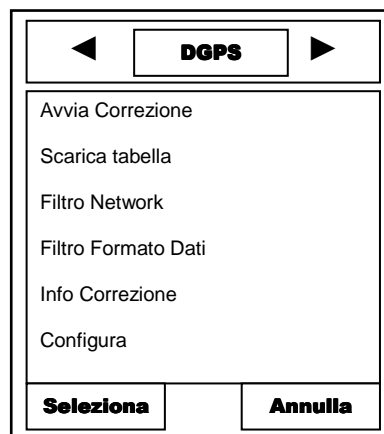 ◄ DGPS ►
Avvia Correzione
Scarica tabella
Filtro Network
Filtro Formato Dati
Info Correzione
Configura
Seleziona Annulla